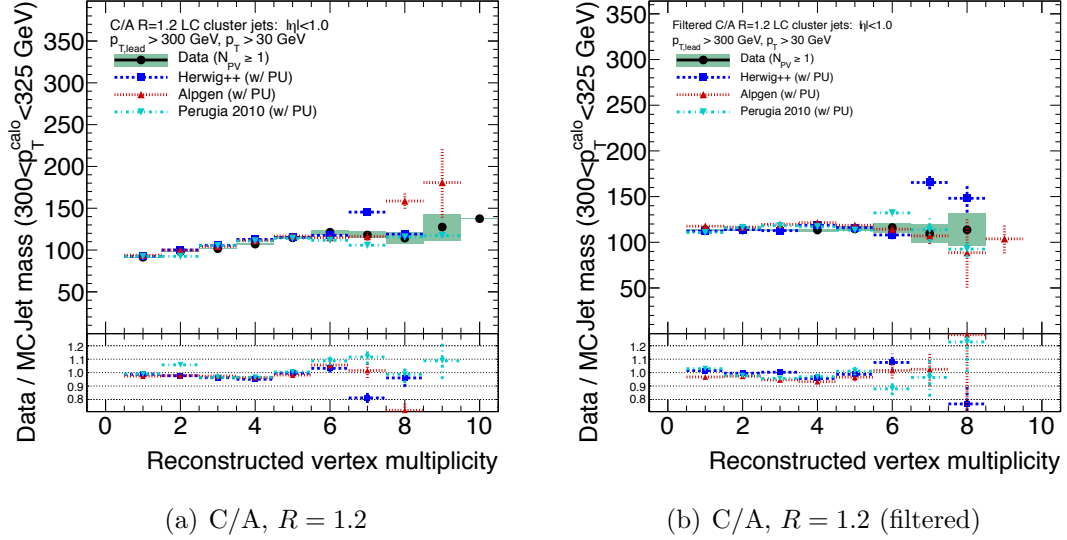 C/A R=1.2 LC cluster jets: |η|<1.0
p_T,lead > 300 GeV, p_T > 30 GeV
Data (N_PV ≥ 1)
Herwig++ (w/ PU)
Alpgen (w/ PU)
Perugia 2010 (w/ PU)
Data / MC Jet mass (300<p_T^calo<325 GeV)
350
300
250
200
150
100
50
1.2
1.1
1.0
0.9
0.8
0 2 4 6 8 10
Reconstructed vertex multiplicity
(a) C/A, R = 1.2
Filtered C/A R=1.2 LC cluster jets: |η|<1.0
p_T,lead > 300 GeV, p_T > 30 GeV
Data (N_PV ≥ 1)
Herwig++ (w/ PU)
Alpgen (w/ PU)
Perugia 2010 (w/ PU)
Data / MC Jet mass (300<p_T^calo<325 GeV)
350
300
250
200
150
100
50
1.2
1.1
1.0
0.9
0.8
0 2 4 6 8 10
Reconstructed vertex multiplicity
(b) C/A, R = 1.2 (filtered)